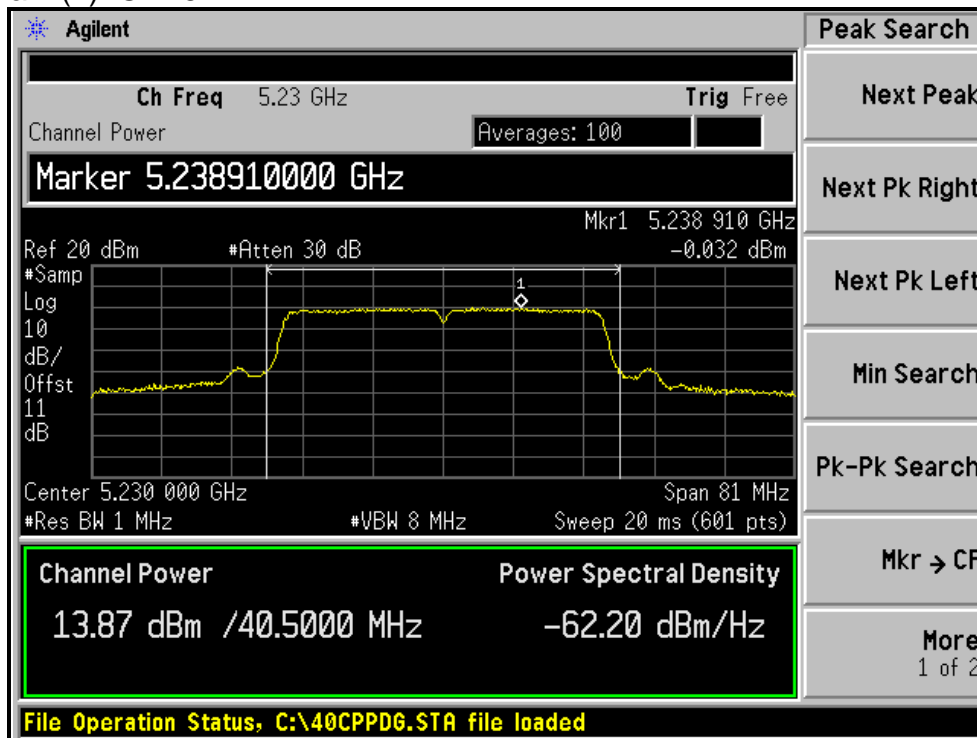 Agilent
Peak Search
Ch Freq 5.23 GHz Trig Free
Channel Power Averages: 100
Marker 5.238910000 GHz
Mkr1 5.238 910 GHz
Ref 20 dBm #Atten 30 dB -0.032 dBm
#Samp
Log
10
dB/
Offst
11
dB
1
Center 5.230 000 GHz Span 81 MHz
#Res BW 1 MHz #VBW 8 MHz Sweep 20 ms (601 pts)
Channel Power Power Spectral Density
13.87 dBm /40.5000 MHz -62.20 dBm/Hz
File Operation Status, C:\40CPPDG.STA file loaded
Next Peak
Next Pk Right
Next Pk Left
Min Search
Pk-Pk Search
Mkr → CF
More
1 of 2